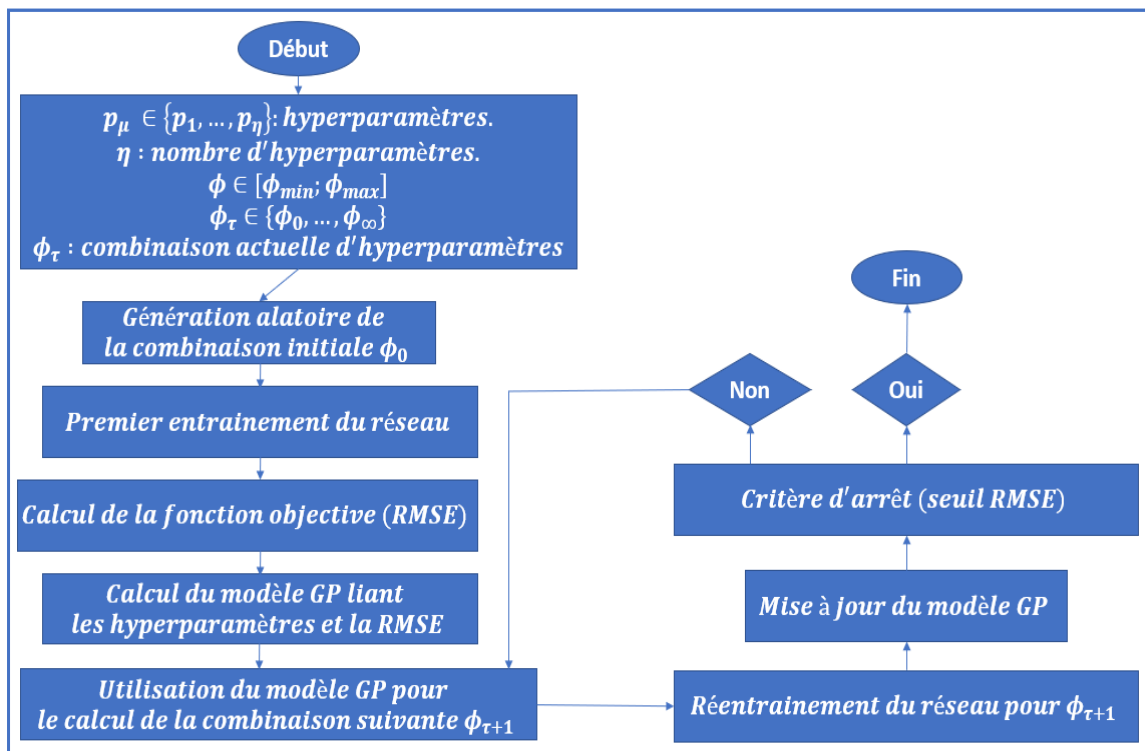 Début
p_μ ∈ {p_1, ..., p_η}: hyperparamètres.
η : nombre d'hyperparamètres.
ϕ ∈ [ϕ_min; ϕ_max]
ϕ_τ ∈ {ϕ_0, ..., ϕ_∞}
ϕ_τ : combinaison actuelle d'hyperparamètres
Génération alatoire de
la combinaison initiale ϕ_0
Premier entrainement du réseau
Calcul de la fonction objective (RMSE)
Calcul du modèle GP liant
les hyperparamètres et la RMSE
Utilisation du modèle GP pour
le calcul de la combinaison suivante ϕ_τ+1
Réentrainement du réseau pour ϕ_τ+1
Mise à jour du modèle GP
Critère d'arrêt (seuil RMSE)
Non
Oui
Fin